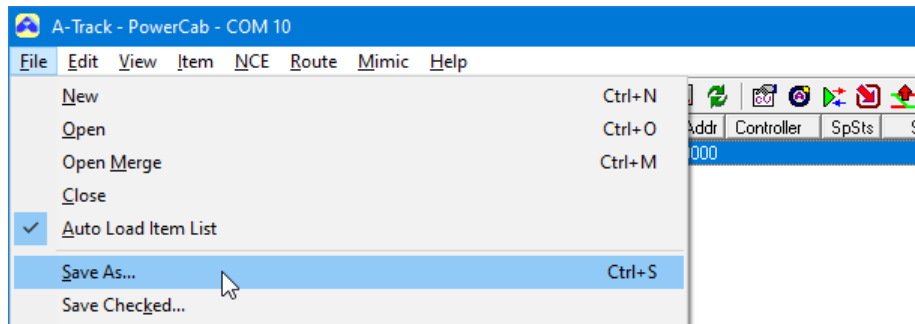 A-Track - PowerCab - COM 10
File Edit View Item NCE Route Mimic Help
New Ctrl+N
Open Ctrl+O
Addr Controller SpSts
Open Merge Ctrl+M
Close
Auto Load Item List
Save As... Ctrl+S
Save Checked...